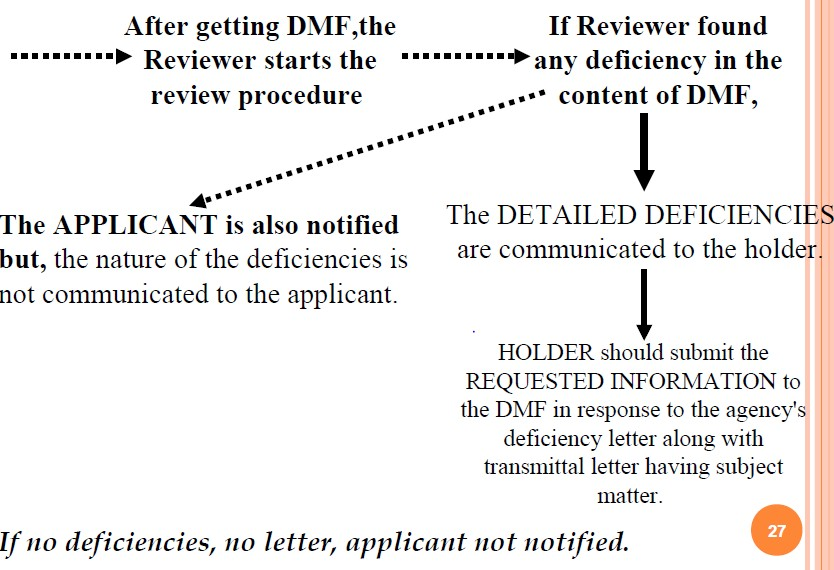 After getting DMF,the
Reviewer starts the
review procedure
If Reviewer found
any deficiency in the
content of DMF,
The APPLICANT is also notified
but, the nature of the deficiencies is
not communicated to the applicant.
The DETAILED DEFICIENCIES
are communicated to the holder.
HOLDER should submit the
REQUESTED INFORMATION to
the DMF in response to the agency's
deficiency letter along with
transmittal letter having subject
matter.
If no deficiencies, no letter, applicant not notified.
27